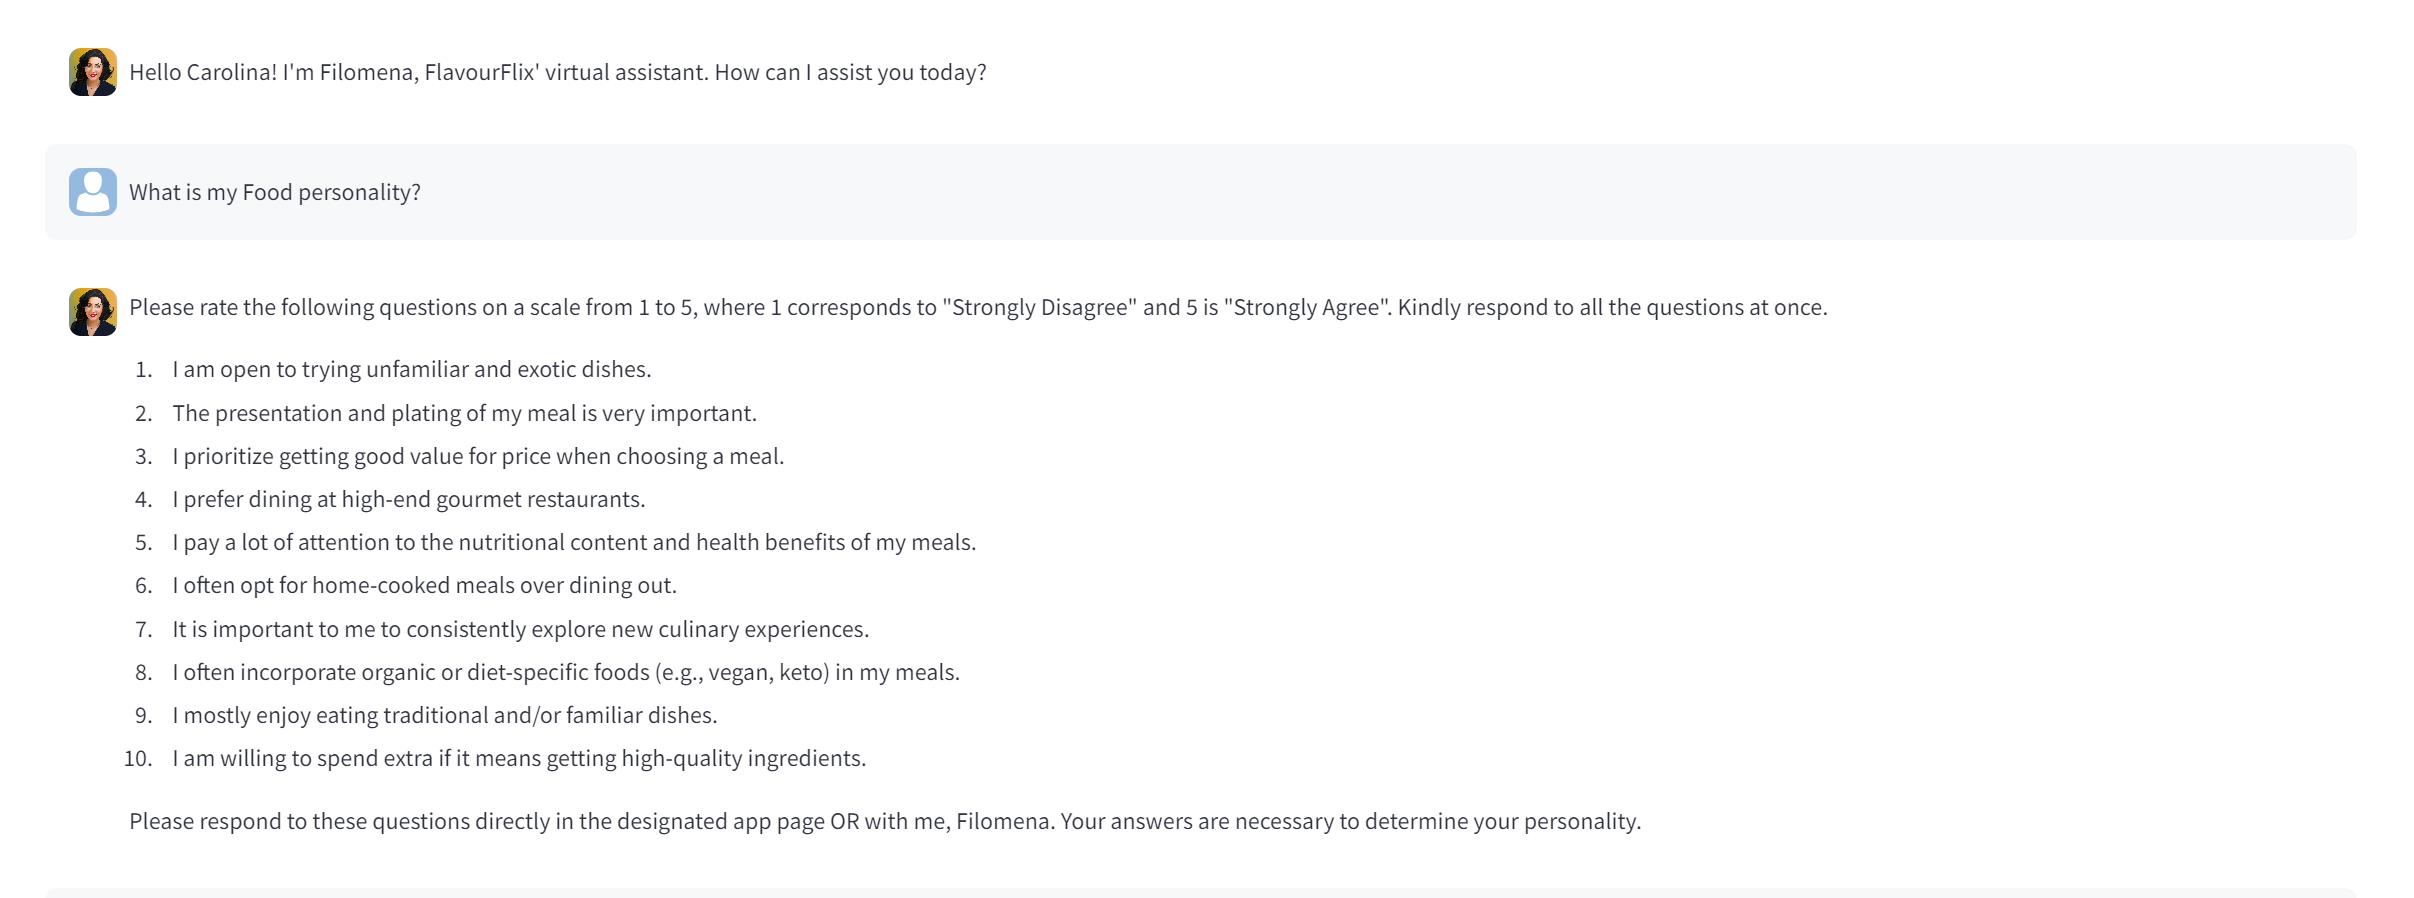 Hello Carolina! I'm Filomena, FlavourFlix' virtual assistant. How can I assist you today?
What is my Food personality?
Please rate the following questions on a scale from 1 to 5, where 1 corresponds to "Strongly Disagree" and 5 is "Strongly Agree". Kindly respond to all the questions at once.
1. I am open to trying unfamiliar and exotic dishes.
2. The presentation and plating of my meal is very important.
3. I prioritize getting good value for price when choosing a meal.
4. I prefer dining at high-end gourmet restaurants.
5. I pay a lot of attention to the nutritional content and health benefits of my meals.
6. I often opt for home-cooked meals over dining out.
7. It is important to me to consistently explore new culinary experiences.
8. I often incorporate organic or diet-specific foods (e.g., vegan, keto) in my meals.
9. I mostly enjoy eating traditional and/or familiar dishes.
10. I am willing to spend extra if it means getting high-quality ingredients.
Please respond to these questions directly in the designated app page OR with me, Filomena. Your answers are necessary to determine your personality.